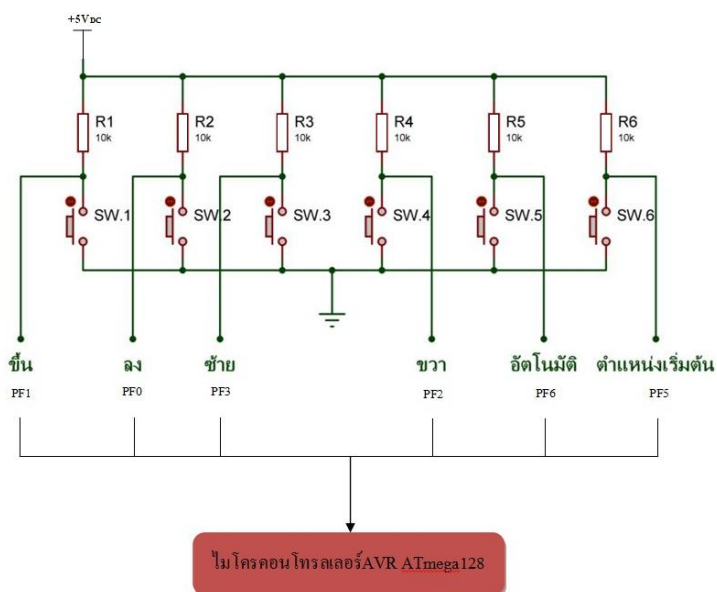 +5VDC
R1 R2 R3 R4 R5 R6
10k 10k 10k 10k 10k 10k
SW.1 SW.2 SW.3 SW.4 SW.5 SW.6
ขึ้น ลง ซ้าย ขวา อัตโนมัติ ตำแหน่งเริ่มต้น
PF1 PF0 PF3 PF2 PF6 PF5
ไมโครคอนโทรลเลอร์AVR ATmega128